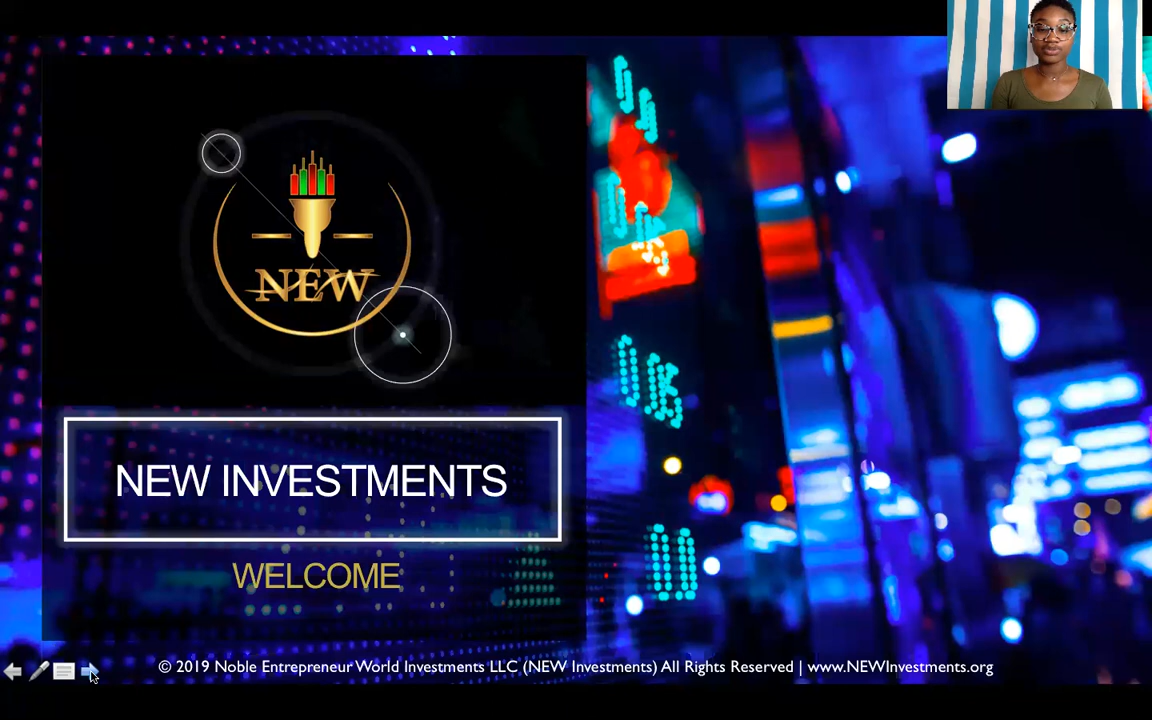 NEW
NEW INVESTMENTS
WELCOME
© 2019 Noble Entrepreneur World Investments LLC (NEW Investments) All Rights Reserved | www.NEWInvestments.org